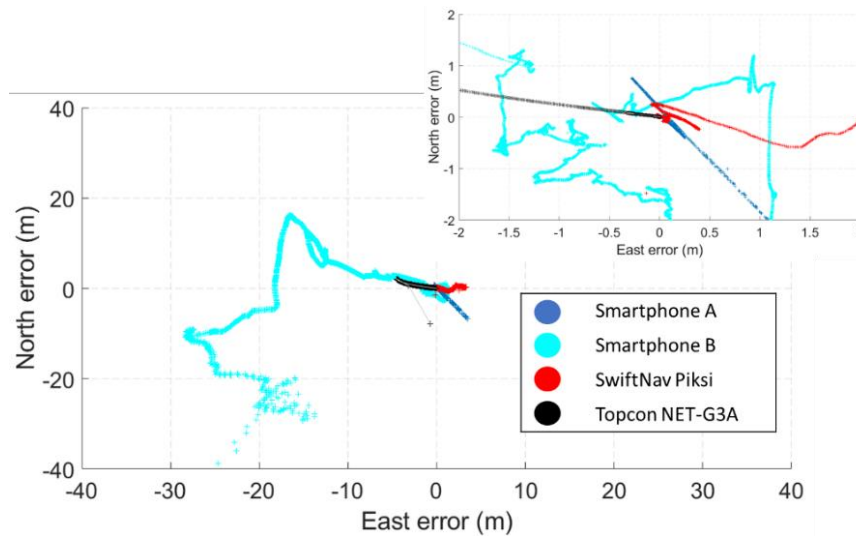 2
1
0
-1
-2
North error (m)
-2 -1.5 -1 -0.5 0 0.5 1 1.5 2
East error (m)
40
20
0
-20
-40
North error (m)
-40 -30 -20 -10 0 10 20 30 40
East error (m)
Smartphone A
Smartphone B
SwiftNav Piksi
Topcon NET-G3A